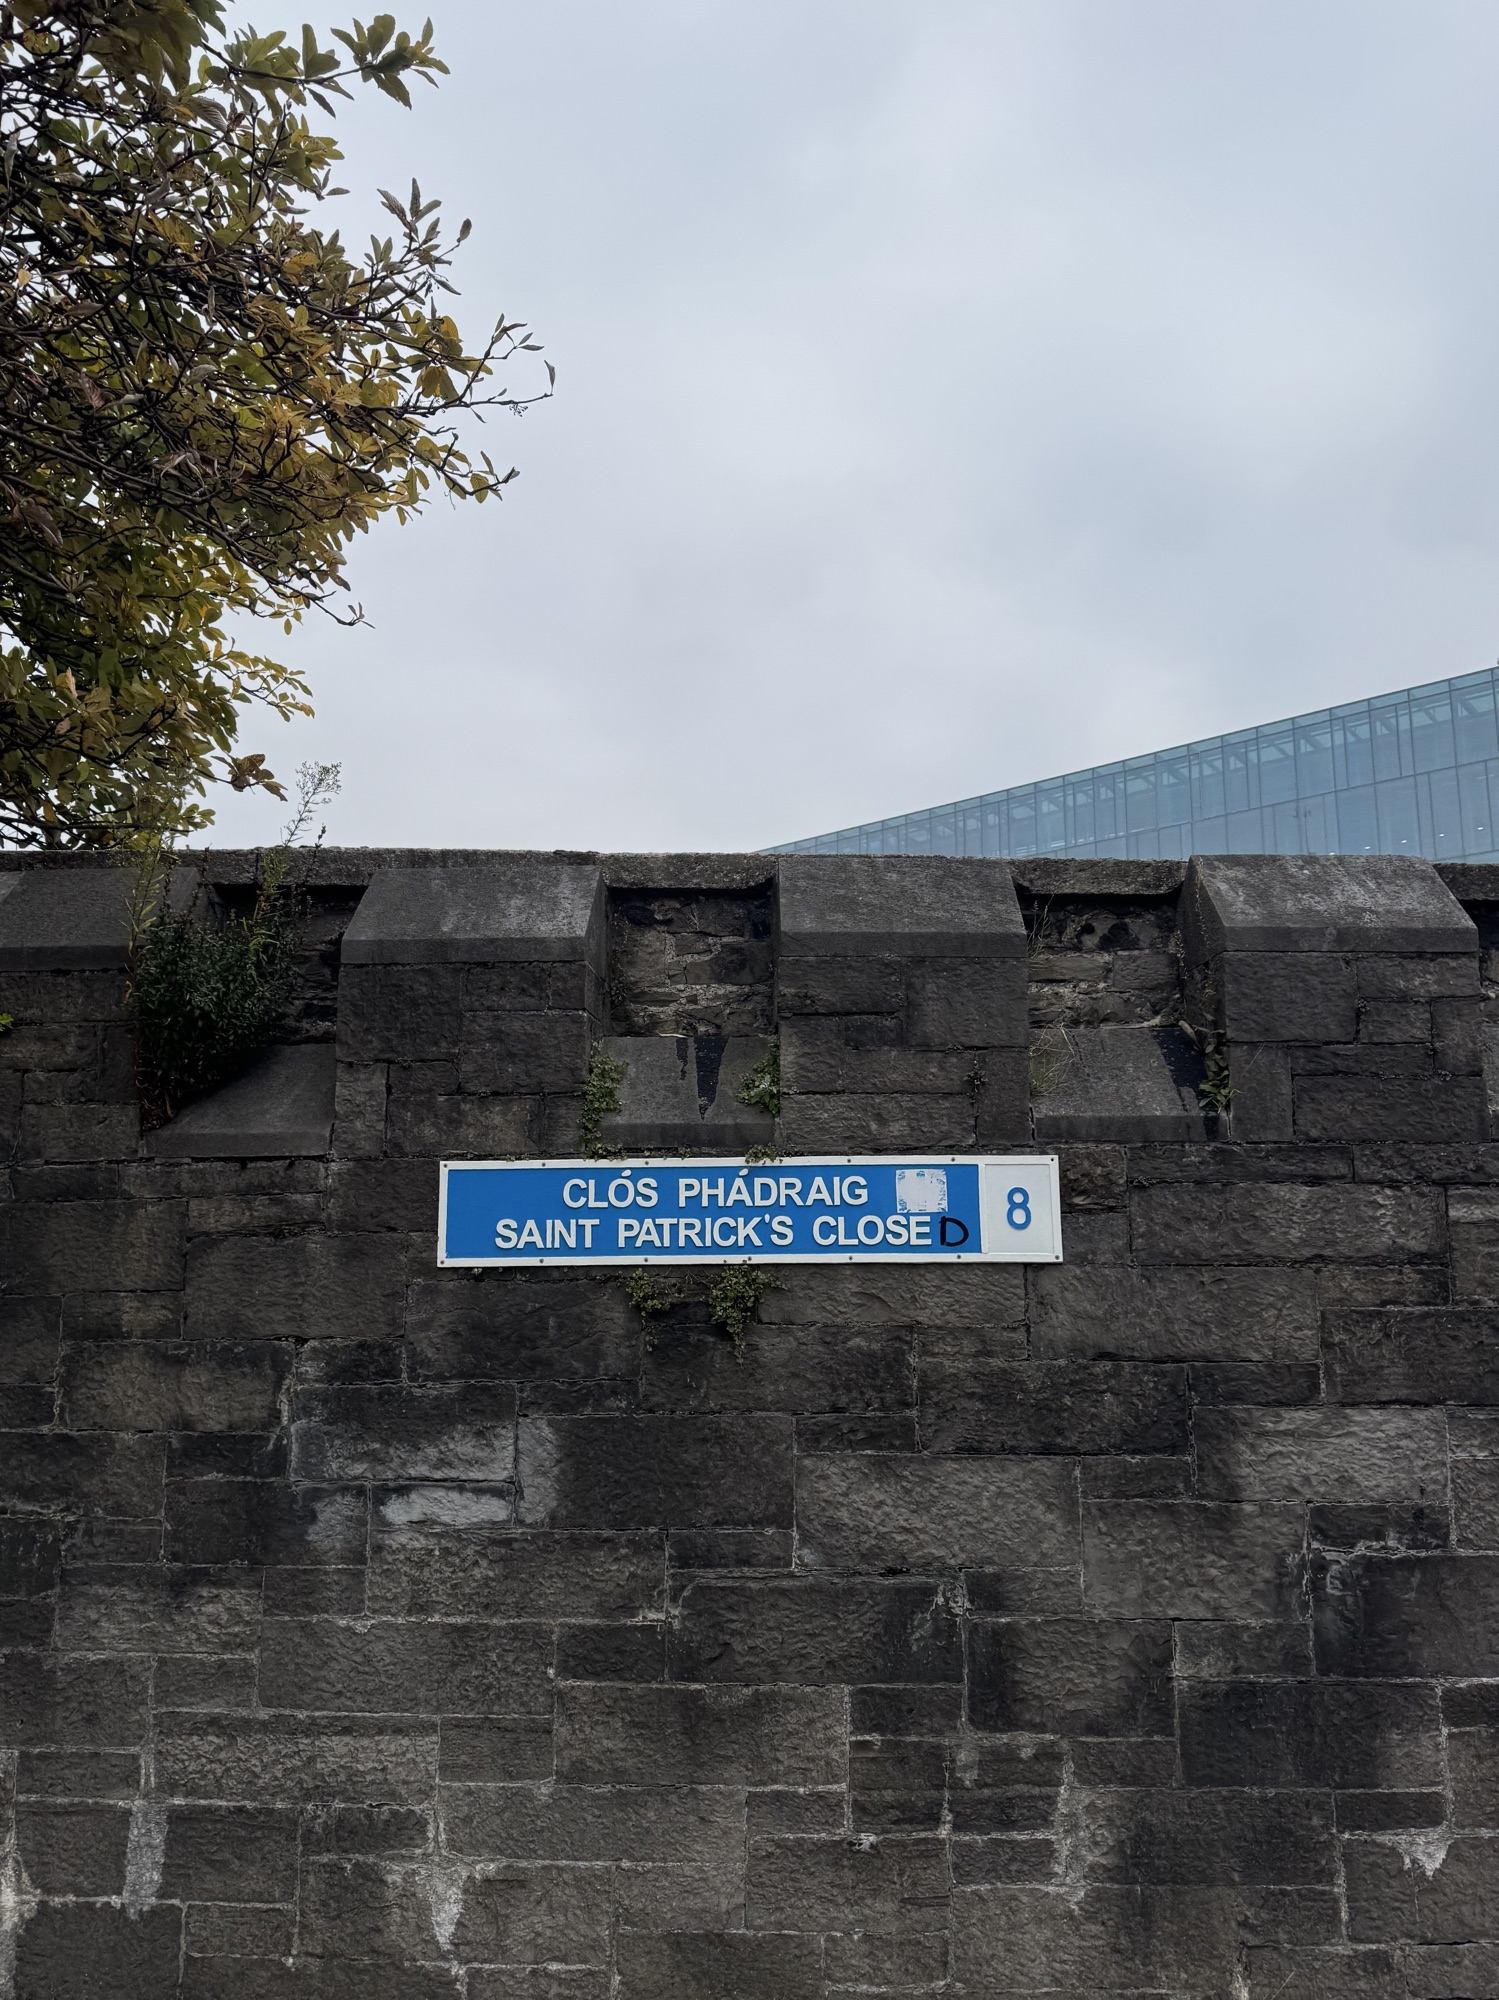 CLÓS PHÁDRAIG
SAINT PATRICK'S CLOSED
8